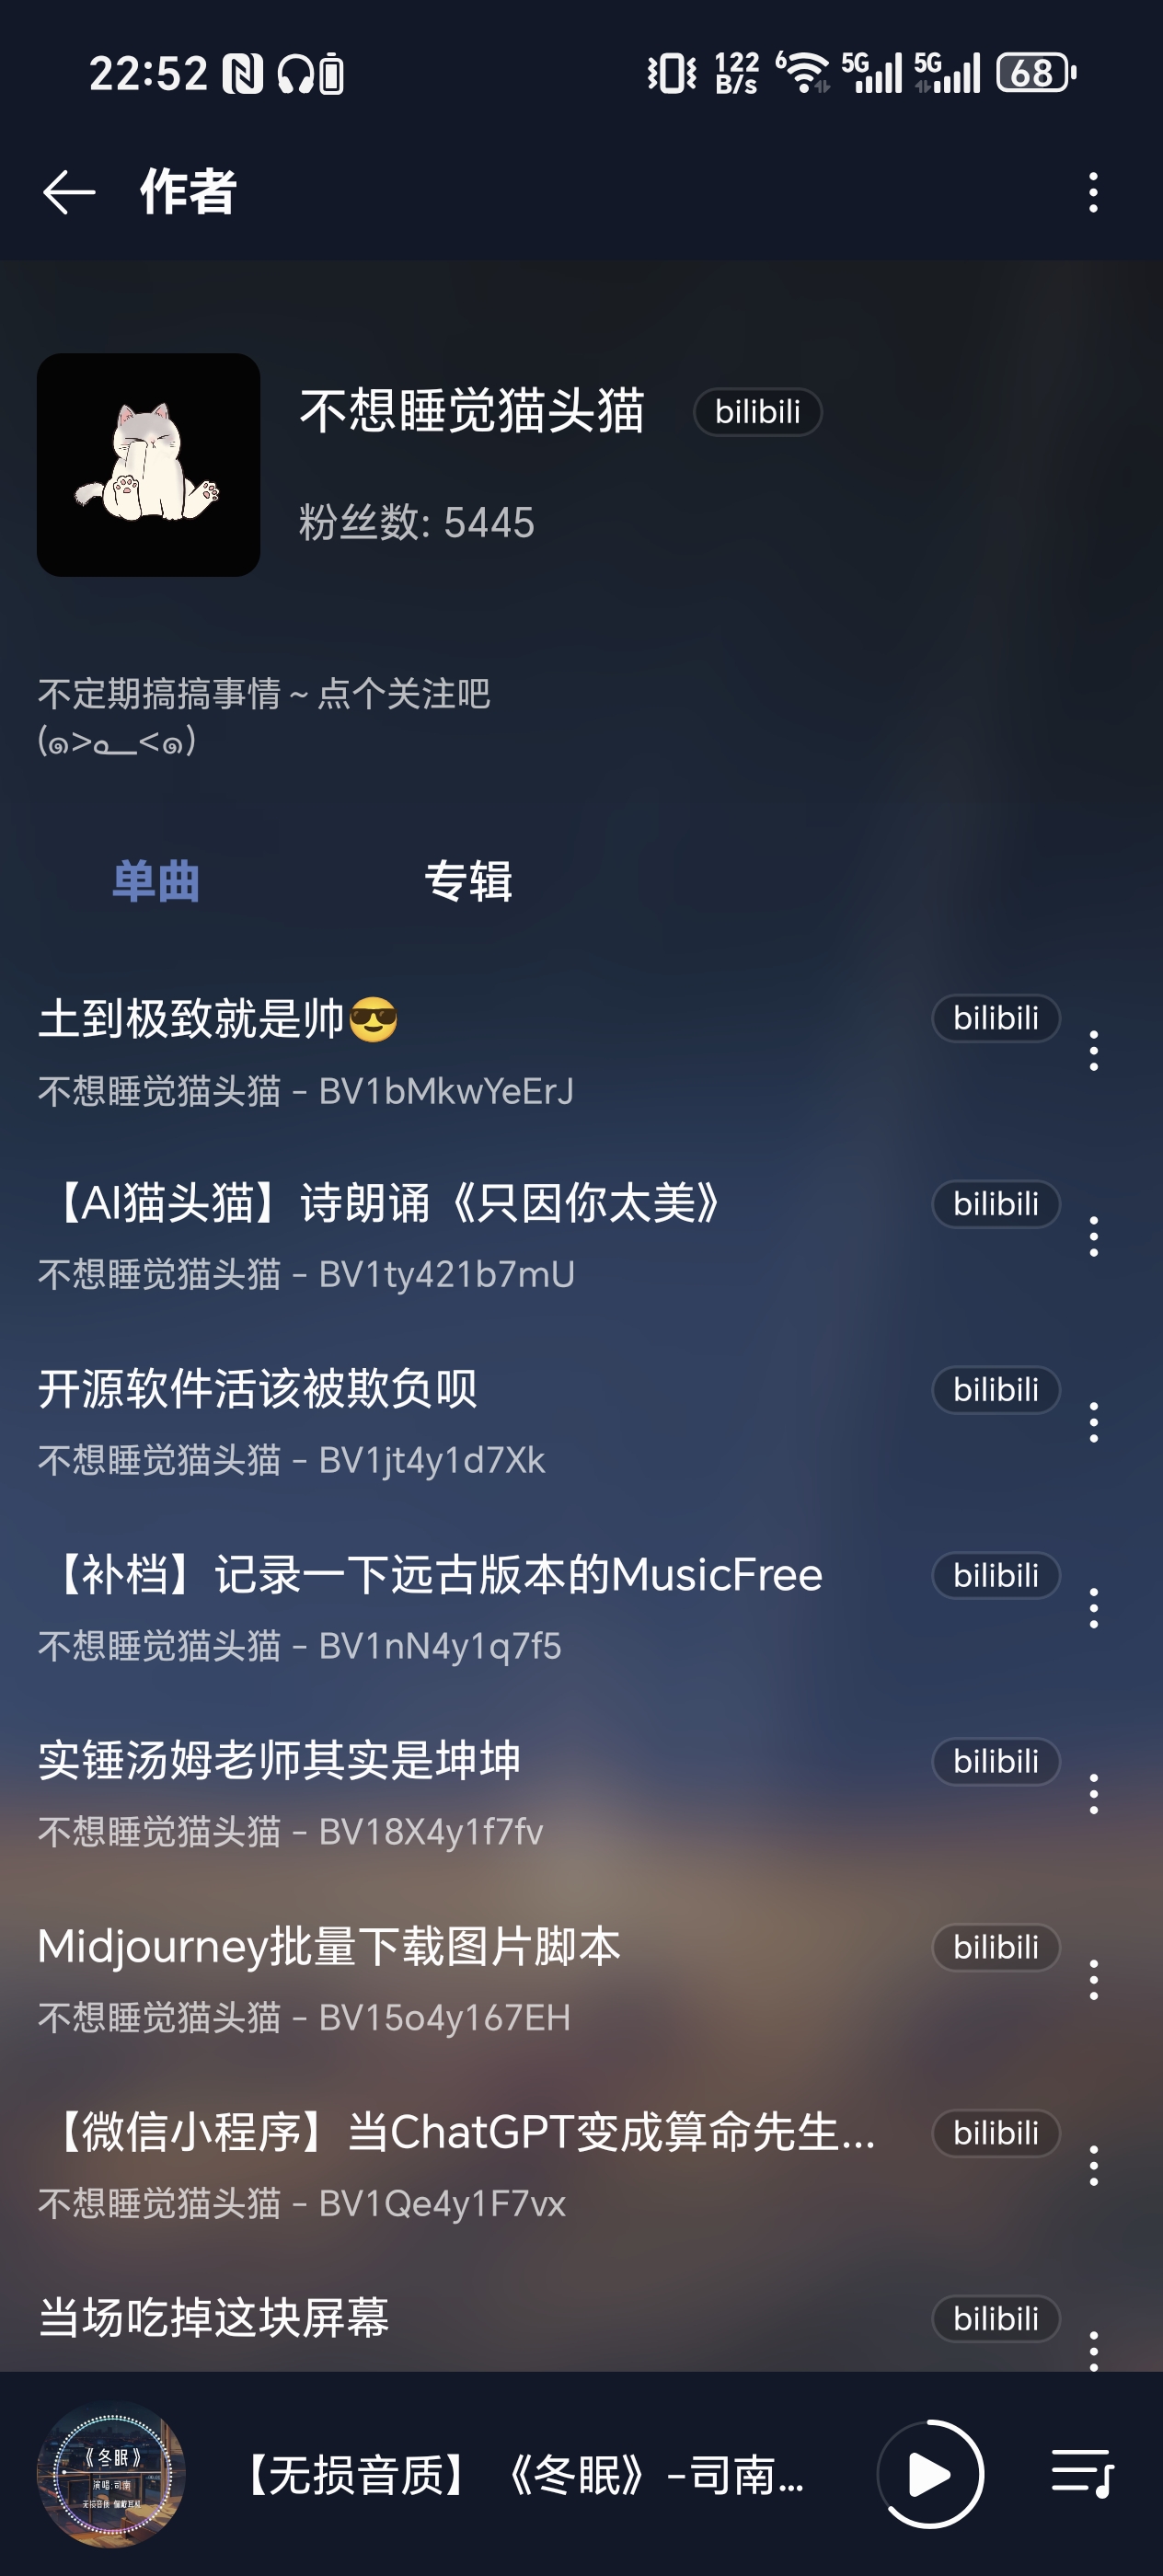 22:52 122 B/s 6 5G 5G 68
作者
不想睡觉猫头猫 bilibili
粉丝数: 5445
不定期搞搞事情～点个关注吧
(๑>؂<๑)
单曲 专辑
土到极致就是帅😎 bilibili
不想睡觉猫头猫 - BV1bMkwYeErJ
【AI猫头猫】诗朗诵《只因你太美》 bilibili
不想睡觉猫头猫 - BV1ty421b7mU
开源软件活该被欺负呗 bilibili
不想睡觉猫头猫 - BV1jt4y1d7Xk
【补档】记录一下远古版本的MusicFree bilibili
不想睡觉猫头猫 - BV1nN4y1q7f5
实锤汤姆老师其实是坤坤 bilibili
不想睡觉猫头猫 - BV18X4y1f7fv
Midjourney批量下载图片脚本 bilibili
不想睡觉猫头猫 - BV15o4y167EH
【微信小程序】当ChatGPT变成算命先生... bilibili
不想睡觉猫头猫 - BV1Qe4y1F7vx
当场吃掉这块屏幕 bilibili
《冬眠》
演唱:司南
无损音质 佩戴耳机
【无损音质】《冬眠》-司南...